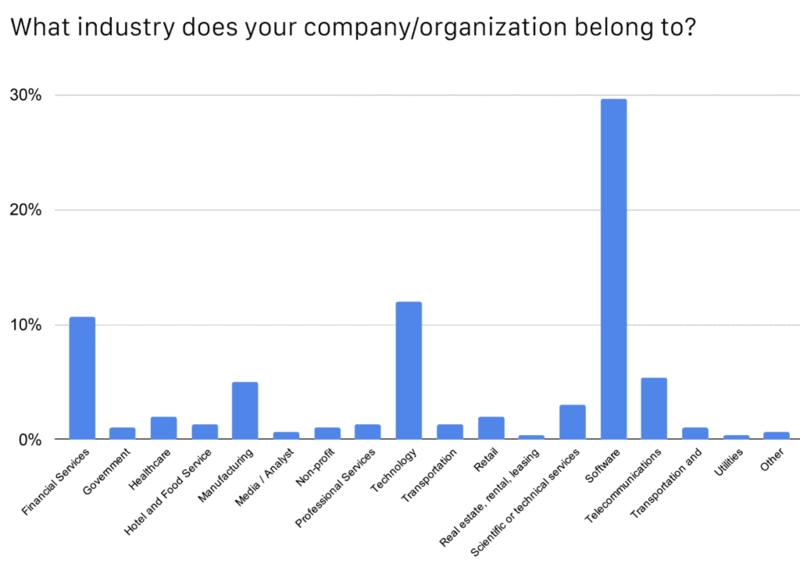 What industry does your company/organization belong to?
30%
20%
10%
0%
Financial Services
Government
Healthcare
Hotel and Food Service
Manufacturing
Media / Analyst
Non-profit
Professional Services
Technology
Transportation
Retail
Real estate, rental, leasing
Scientific or technical services
Software
Telecommunications
Transportation and
Utilities
Other